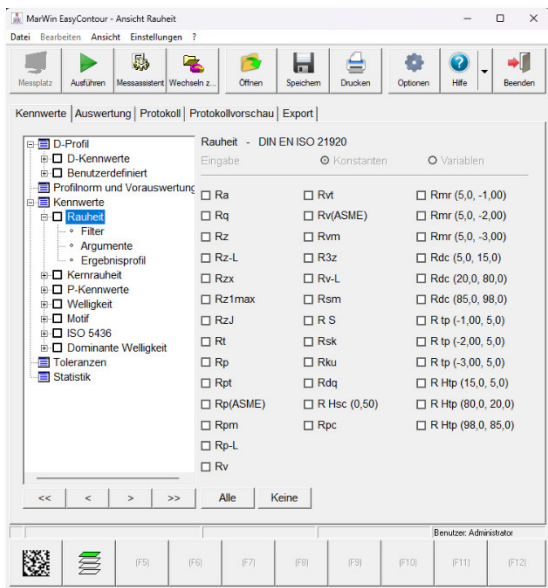 MarWin EasyContour - Ansicht Rauheit
Datei Bearbeiten Ansicht Einstellungen ?
Messplatz Ausführen Messassistent Wechseln z... Öffnen Speichern Drucken Optionen Hilfe Beenden
Kennwerte Auswertung Protokoll Protokollvorschau Export
D-Profil
D-Kennwerte
Benutzerdefiniert
Profilnorm und Vorauswertung
Kennwerte
Rauheit
Filter
Argumente
Ergebnisprofil
Kernrauheit
P-Kennwerte
Welligkeit
Motif
ISO 5436
Dominante Welligkeit
Toleranzen
Statistik
Rauheit - DIN EN ISO 21920
Eingabe Konstanten Variablen
Ra Rvt Rmr (5,0, -1,00)
Rq Rv(ASME) Rmr (5,0, -2,00)
Rz Rvm Rmr (5,0, -3,00)
Rz-L R3z Rdc (5,0, 15,0)
Rzx Rv-L Rdc (20,0, 80,0)
Rz1max Rsm Rdc (85,0, 98,0)
RzJ R S R tp (-1,00, 5,0)
Rt Rsk R tp (-2,00, 5,0)
Rp Rku R tp (-3,00, 5,0)
Rpt Rdq R Htp (15,0, 5,0)
Rp(ASME) R Hsc (0,50) R Htp (80,0, 20,0)
Rpm Rpc R Htp (98,0, 85,0)
Rp-L
Rv
<< < > >> Alle Keine
Benutzer: Administrator
(F5) (F6) (F7) (F8) (F9) (F10) (F11) (F12)